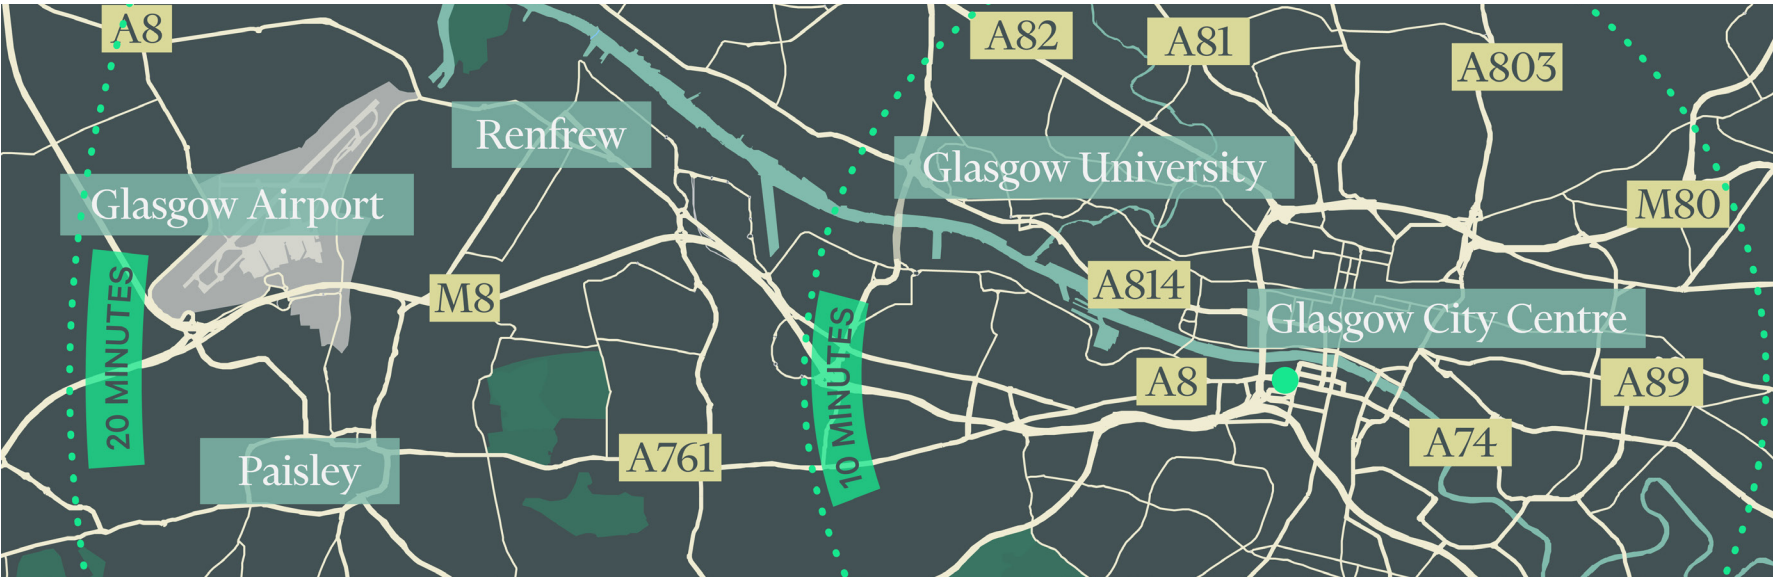 A8
A82
A81
A803
Renfrew
Glasgow University
Glasgow Airport
M80
20 MINUTES
M8
A814
Glasgow City Centre
10 MINUTES
A8
A89
Paisley
A761
A74